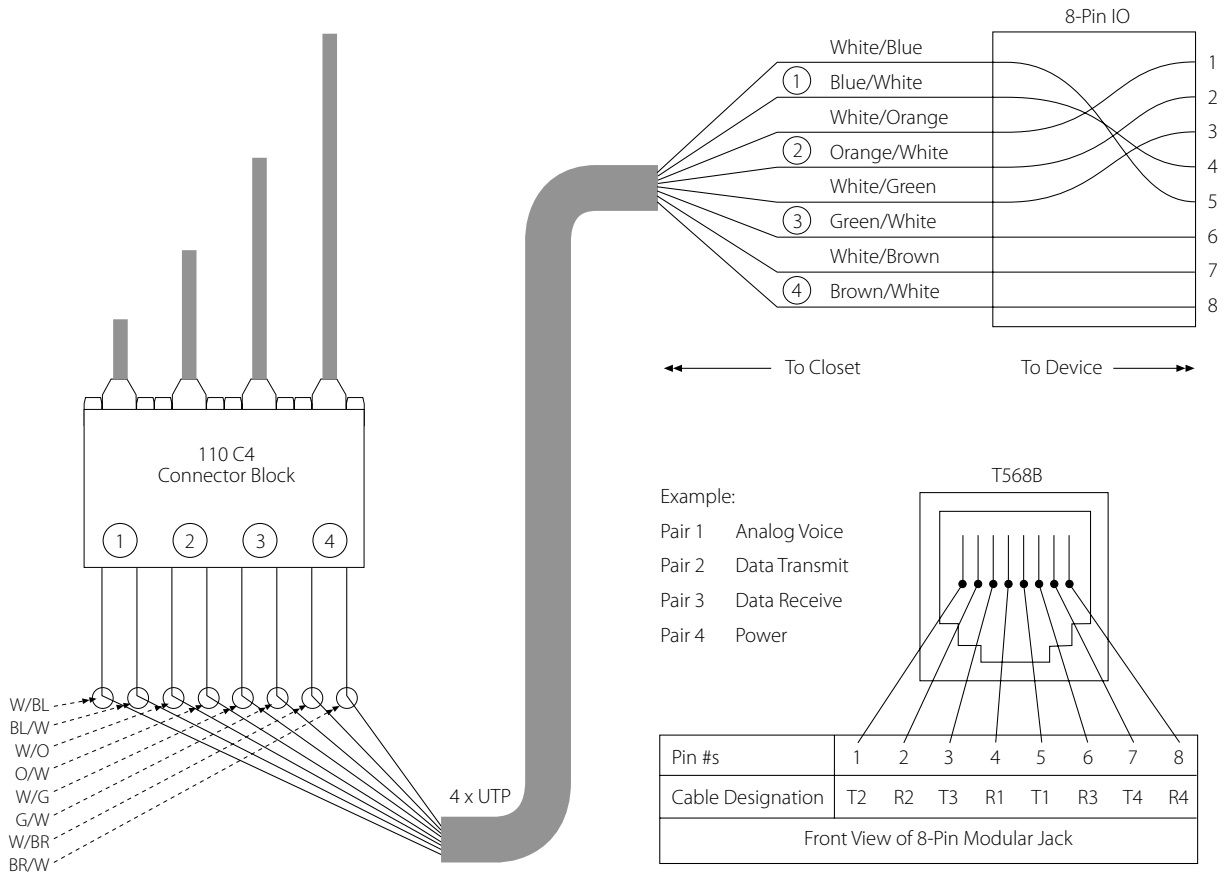 8-Pin IO
White/Blue
1 Blue/White
White/Orange
2 Orange/White
White/Green
3 Green/White
White/Brown
4 Brown/White
1
2
3
4
5
6
7
8
To Closet
To Device
110 C4
Connector Block
1 2 3 4
W/BL
BL/W
W/O
O/W
W/G
G/W
W/BR
BR/W
4 x UTP
Example:
Pair 1 Analog Voice
Pair 2 Data Transmit
Pair 3 Data Receive
Pair 4 Power
T568B
Pin #s 1 2 3 4 5 6 7 8
Cable Designation T2 R2 T3 R1 T1 R3 T4 R4
Front View of 8-Pin Modular Jack